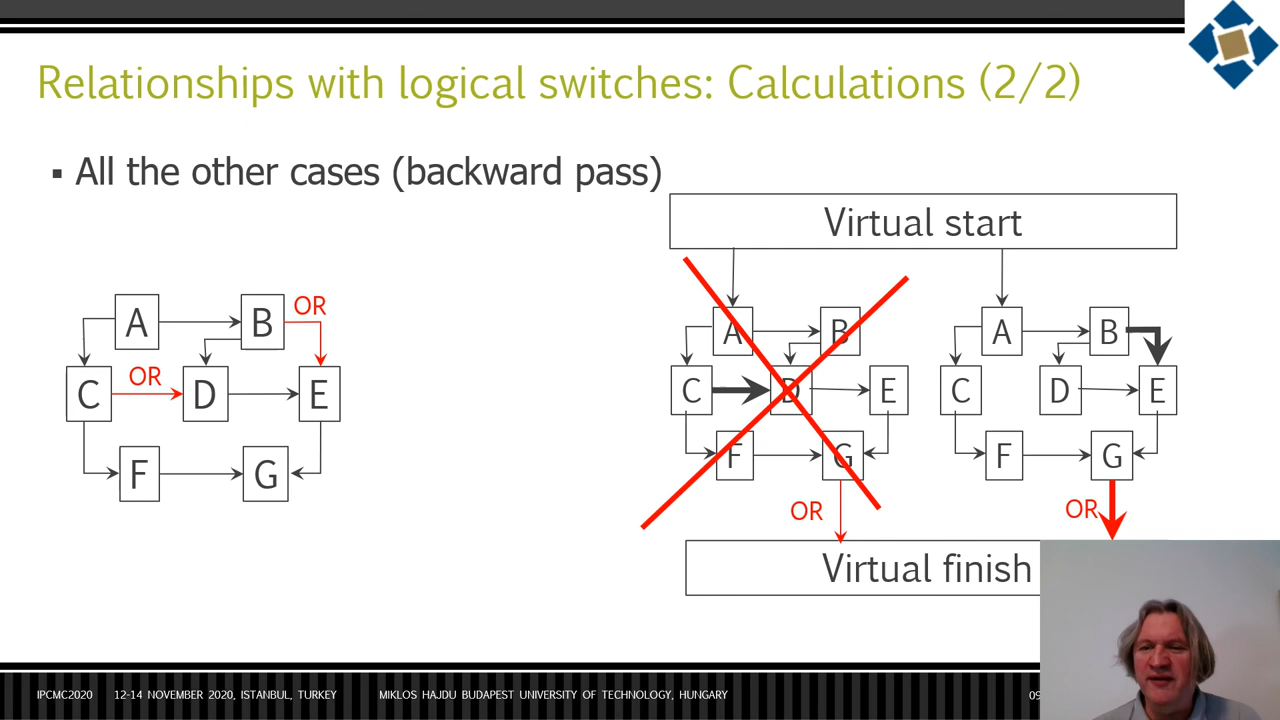 Relationships with logical switches: Calculations (2/2)
▪ All the other cases (backward pass)
Virtual start
A B OR
C OR D E
F G
A B
C D E
F G
OR
A B
C D E
F G
OR
Virtual finish
IPCMC2020 12-14 NOVEMBER 2020, ISTANBUL, TURKEY MIKLOS HAJDU BUDAPEST UNIVERSITY OF TECHNOLOGY, HUNGARY